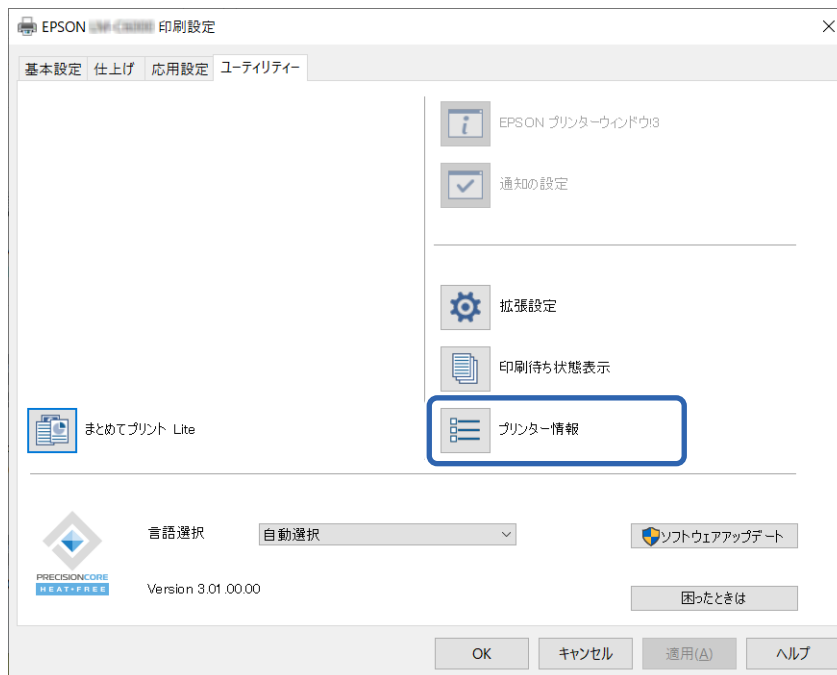 EPSON 印刷設定
基本設定 仕上げ 応用設定 ユーティリティー
EPSON プリンターウィンドウ!3
通知の設定
拡張設定
印刷待ち状態表示
まとめてプリント Lite
プリンター情報
言語選択 自動選択
ソフトウェアアップデート
PRECISIONCORE
HEAT-FREE
Version 3.01.00.00
困ったときは
OK キャンセル 適用(A) ヘルプ